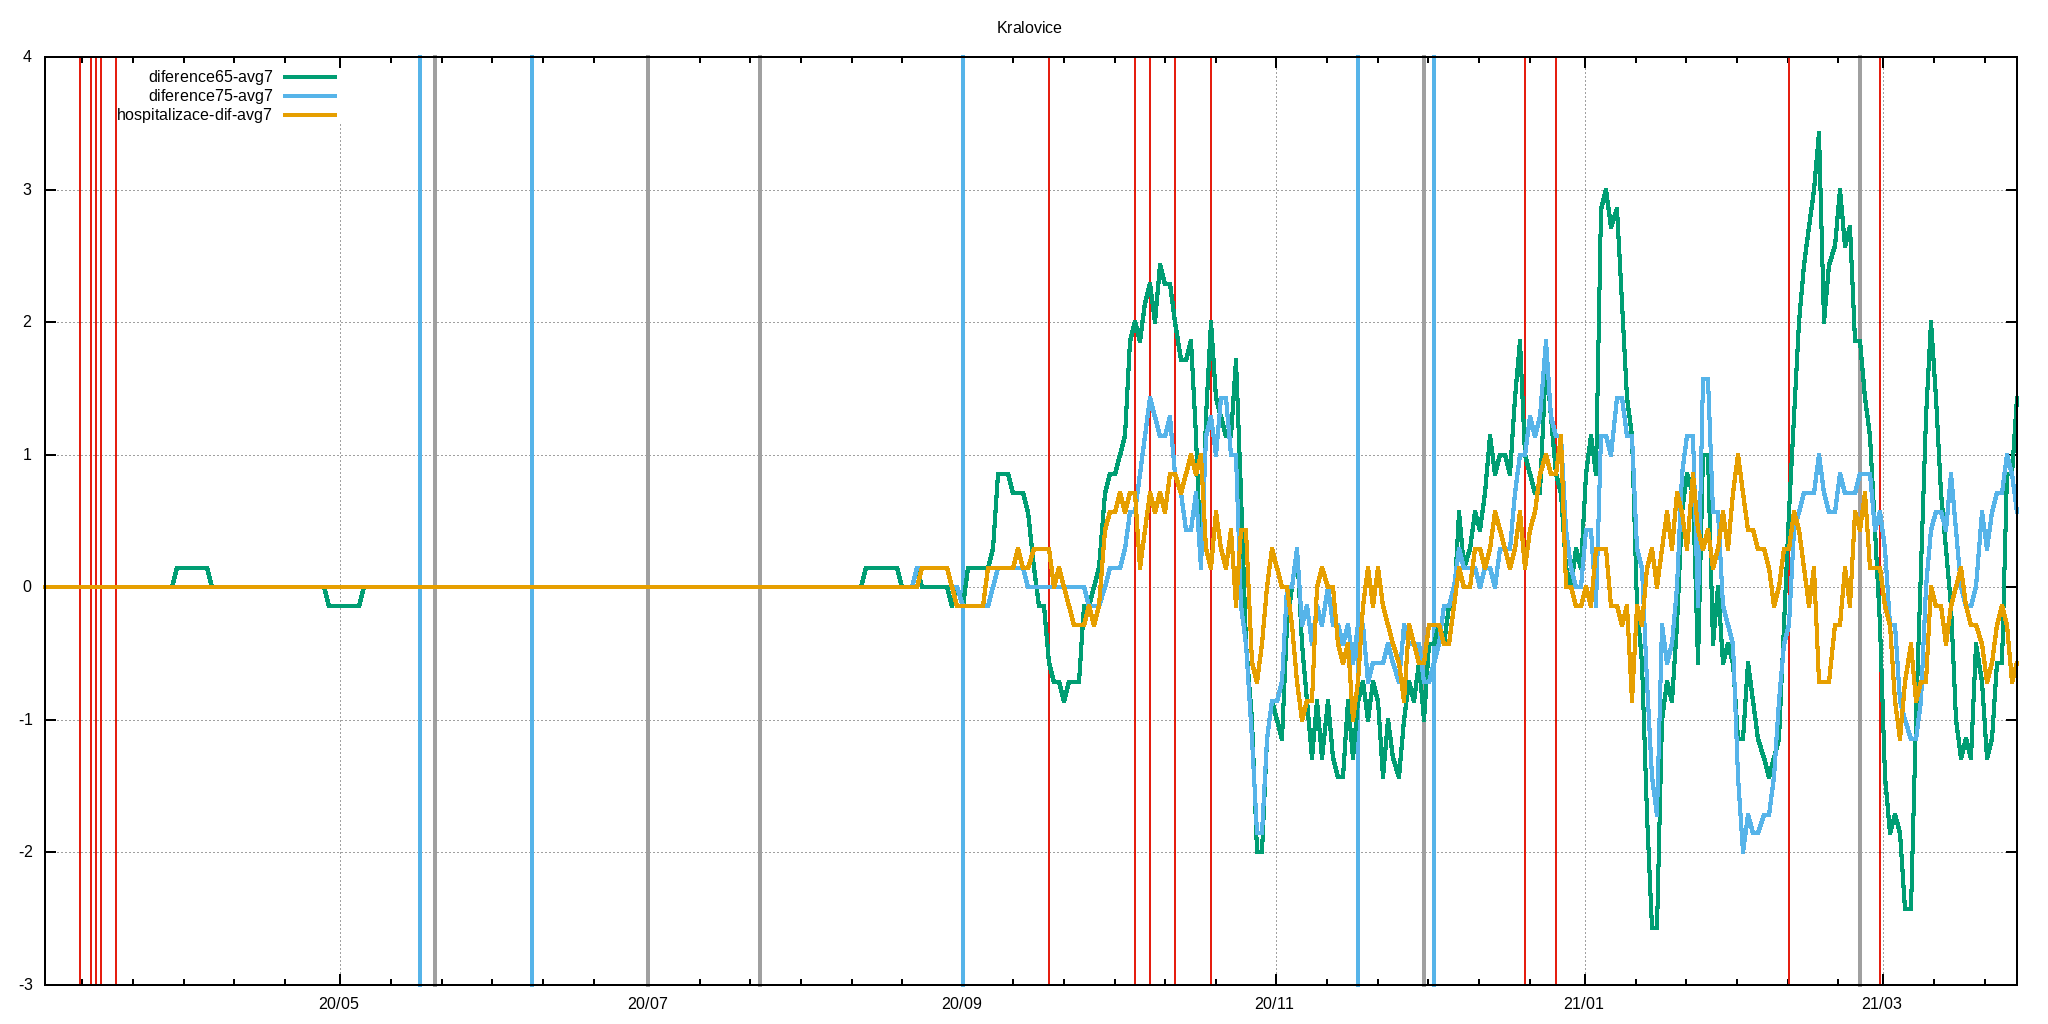 Kralovice
4
diference65-avg7
diference75-avg7
hospitalizace-dif-avg7
3
2
1
0
-1
-2
-3
20/05 20/07 20/09 20/11 21/01 21/03